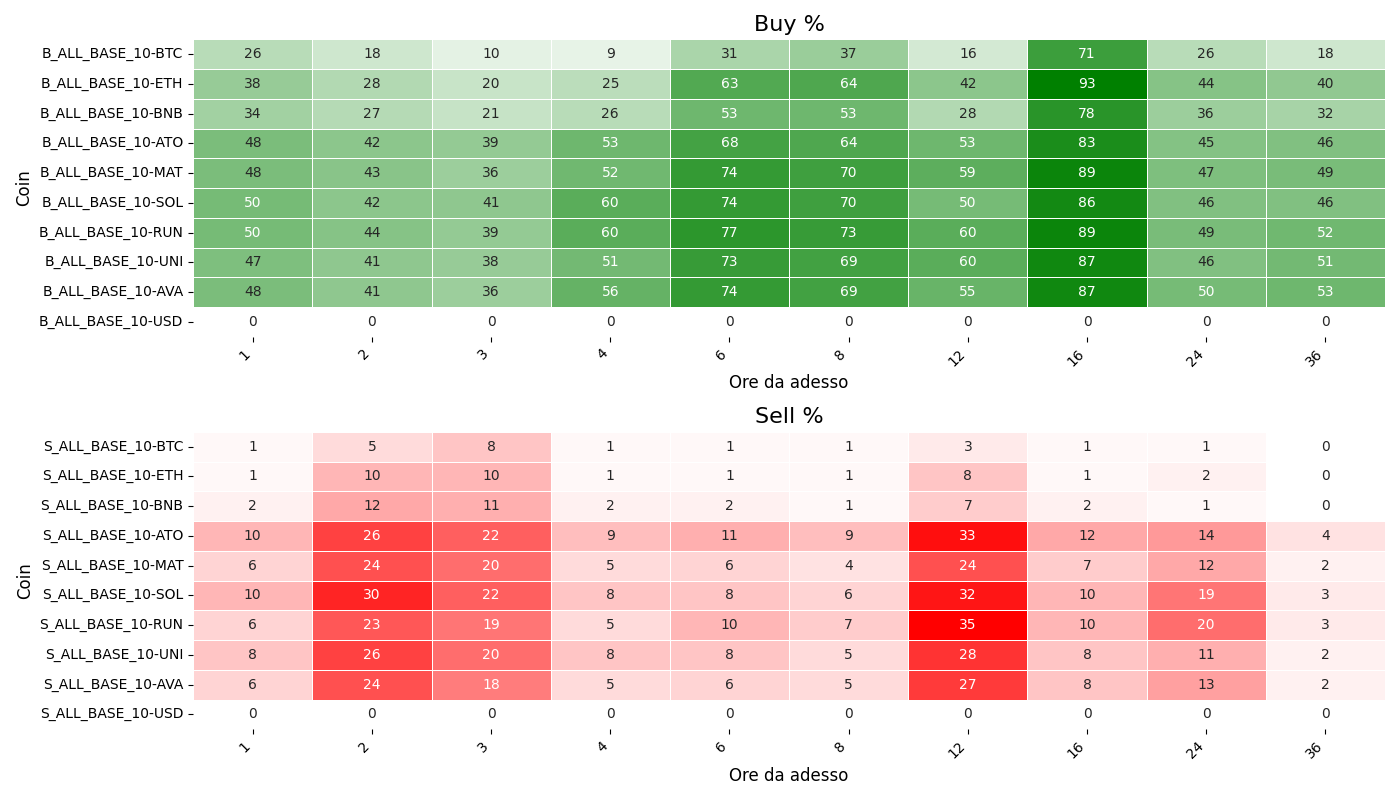 Buy %
Coin
B_ALL_BASE_10-BTC 26 18 10 9 31 37 16 71 26 18
B_ALL_BASE_10-ETH 38 28 20 25 63 64 42 93 44 40
B_ALL_BASE_10-BNB 34 27 21 26 53 53 28 78 36 32
B_ALL_BASE_10-ATO 48 42 39 53 68 64 53 83 45 46
B_ALL_BASE_10-MAT 48 43 36 52 74 70 59 89 47 49
B_ALL_BASE_10-SOL 50 42 41 60 74 70 50 86 46 46
B_ALL_BASE_10-RUN 50 44 39 60 77 73 60 89 49 52
B_ALL_BASE_10-UNI 47 41 38 51 73 69 60 87 46 51
B_ALL_BASE_10-AVA 48 41 36 56 74 69 55 87 50 53
B_ALL_BASE_10-USD 0 0 0 0 0 0 0 0 0 0
1 2 3 4 6 8 12 16 24 36
Ore da adesso
Sell %
Coin
S_ALL_BASE_10-BTC 1 5 8 1 1 1 3 1 1 0
S_ALL_BASE_10-ETH 1 10 10 1 1 1 8 1 2 0
S_ALL_BASE_10-BNB 2 12 11 2 2 1 7 2 1 0
S_ALL_BASE_10-ATO 10 26 22 9 11 9 33 12 14 4
S_ALL_BASE_10-MAT 6 24 20 5 6 4 24 7 12 2
S_ALL_BASE_10-SOL 10 30 22 8 8 6 32 10 19 3
S_ALL_BASE_10-RUN 6 23 19 5 10 7 35 10 20 3
S_ALL_BASE_10-UNI 8 26 20 8 8 5 28 8 11 2
S_ALL_BASE_10-AVA 6 24 18 5 6 5 27 8 13 2
S_ALL_BASE_10-USD 0 0 0 0 0 0 0 0 0 0
1 2 3 4 6 8 12 16 24 36
Ore da adesso